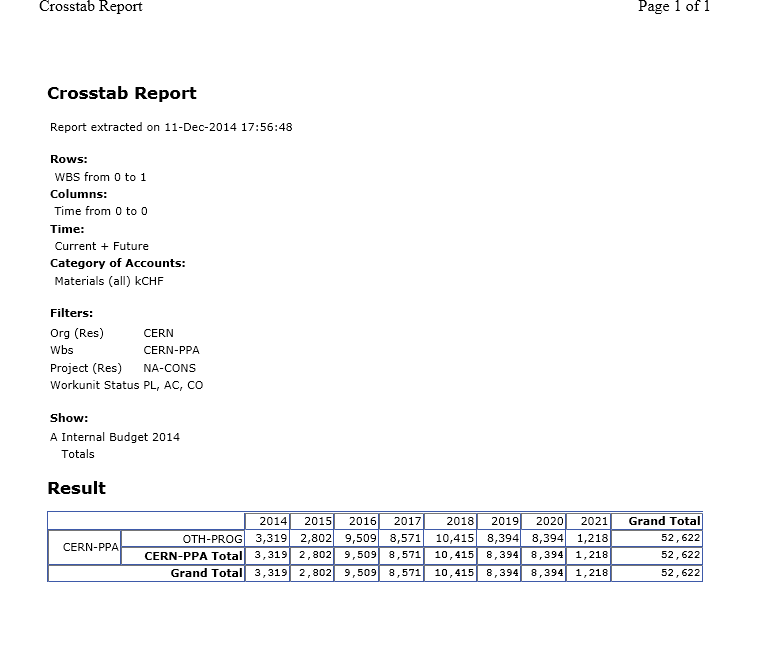 Crosstab Report Page 1 of 1
Crosstab Report
Report extracted on 11-Dec-2014 17:56:48
Rows:
WBS from 0 to 1
Columns:
Time from 0 to 0
Time:
Current + Future
Category of Accounts:
Materials (all) kCHF
Filters:
Org (Res) CERN
Wbs CERN-PPA
Project (Res) NA-CONS
Workunit Status PL, AC, CO
Show:
A Internal Budget 2014
Totals
Result
2014 2015 2016 2017 2018 2019 2020 2021 Grand Total
CERN-PPA OTH-PROG 3,319 2,802 9,509 8,571 10,415 8,394 8,394 1,218 52,622
CERN-PPA Total 3,319 2,802 9,509 8,571 10,415 8,394 8,394 1,218 52,622
Grand Total 3,319 2,802 9,509 8,571 10,415 8,394 8,394 1,218 52,622